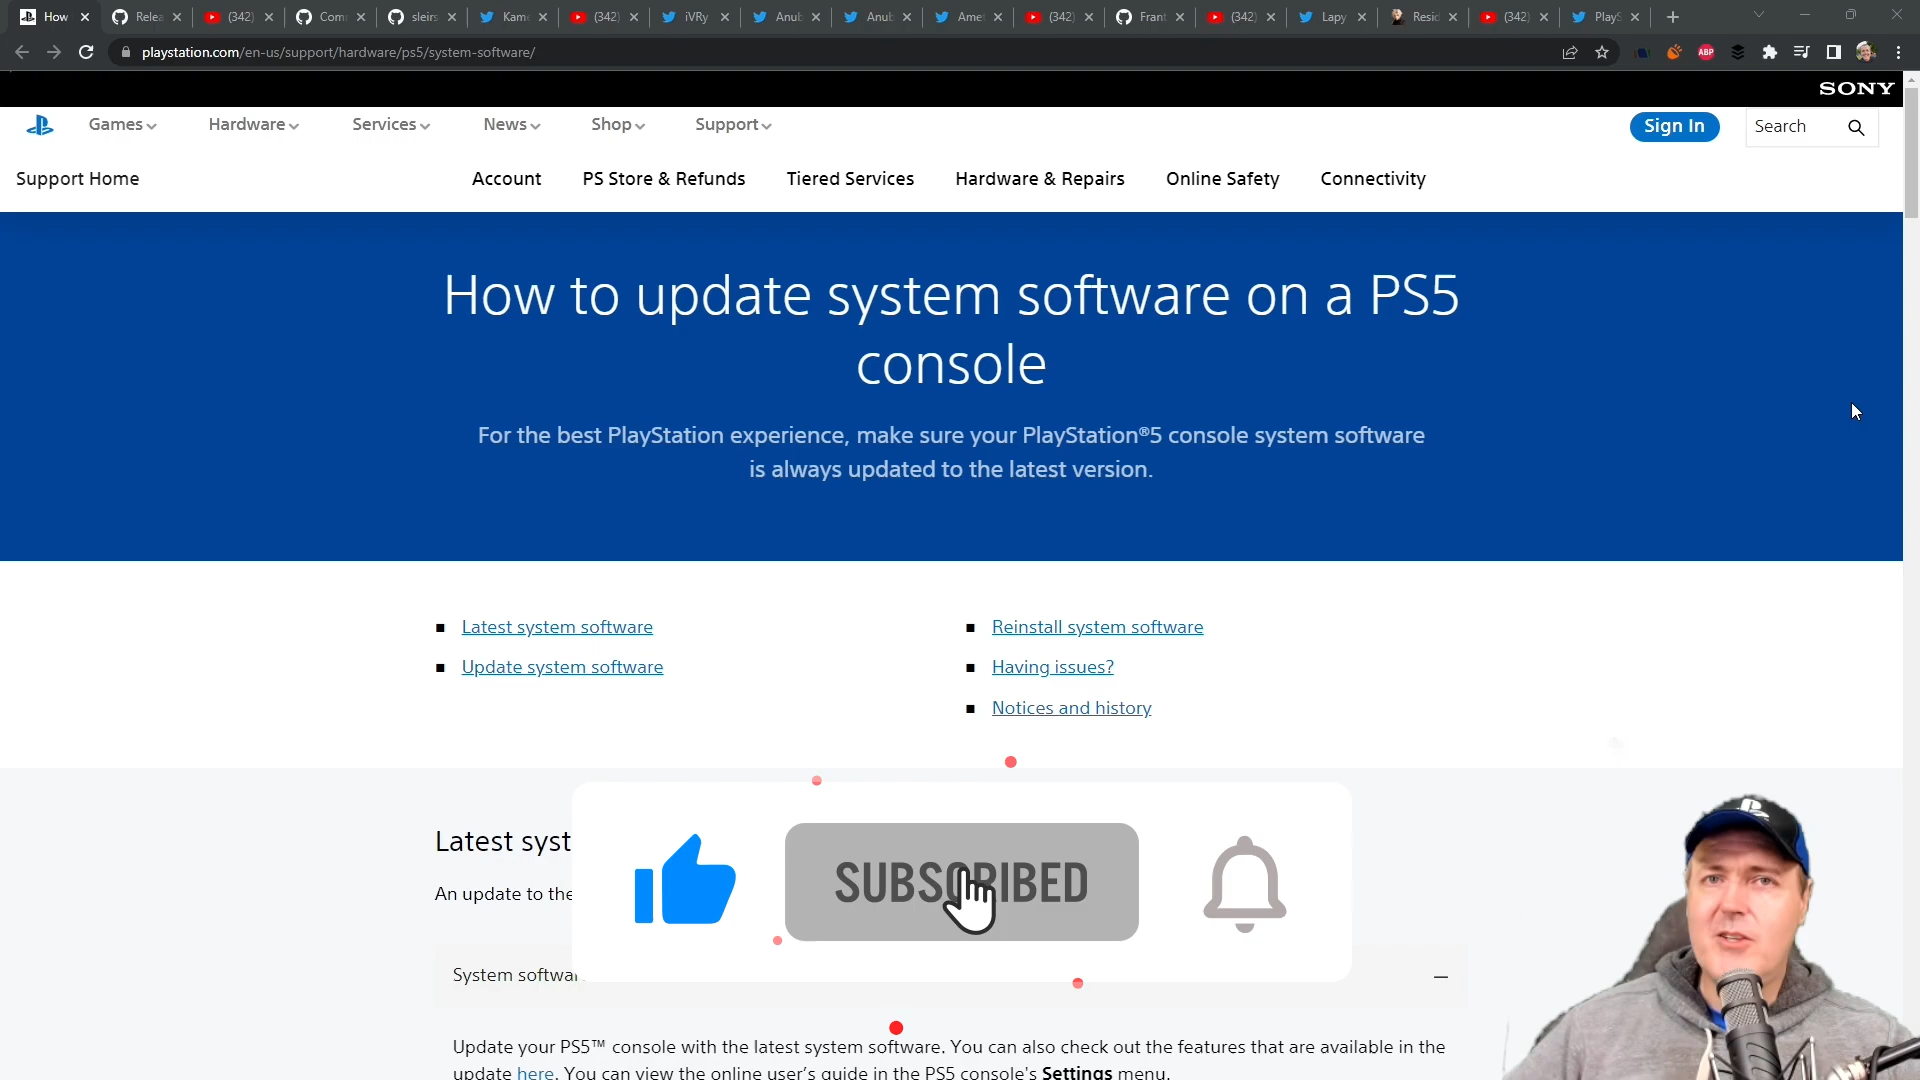 How
Relea
(342)
Com
sleirs
Kam
(342)
iVRy
Anub
Anub
Amet
(342)
Frant
(342)
Lapy
Resid
(342)
PlayS
playstation.com/en-us/support/hardware/ps5/system-software/
ABP
SONY
Games Hardware Services News Shop Support
Sign In
Search
Support Home
Account PS Store & Refunds Tiered Services Hardware & Repairs Online Safety Connectivity
How to update system software on a PS5
console
For the best PlayStation experience, make sure your PlayStation®5 console system software
is always updated to the latest version.
Latest system software
Update system software
Reinstall system software
Having issues?
Notices and history
Latest syst
An update to the
SUBSCRIBED
System softwar
Update your PS5™ console with the latest system software. You can also check out the features that are available in the
update here. You can view the online user's guide in the PS5 console's Settings menu.